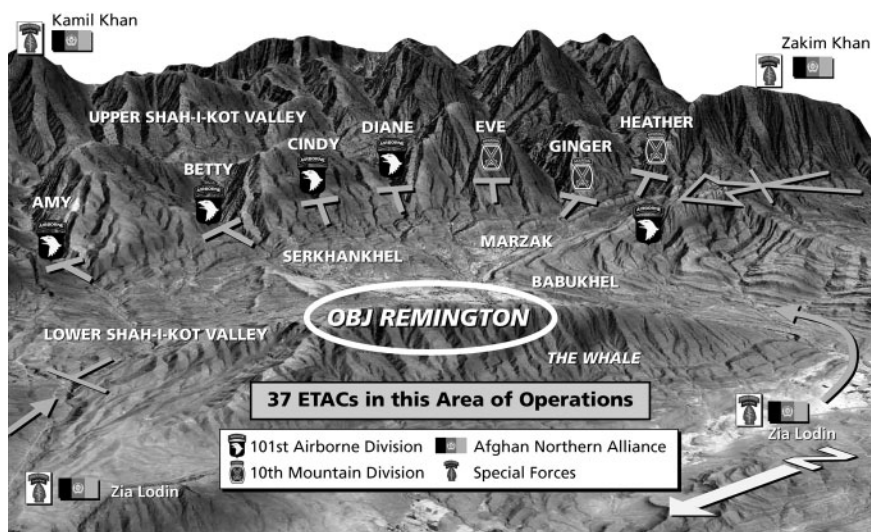 Kamil Khan
Zakim Khan
UPPER SHAH-I-KOT VALLEY
DIANE
EVE
HEATHER
CINDY
GINGER
BETTY
AMY
SERKHANKHEL
MARZAK
BABUKHEL
OBJ REMINGTON
LOWER SHAH-I-KOT VALLEY
THE WHALE
37 ETACs in this Area of Operations
101st Airborne Division
Afghan Northern Alliance
10th Mountain Division
Special Forces
Zia Lodin
Zia Lodin
N